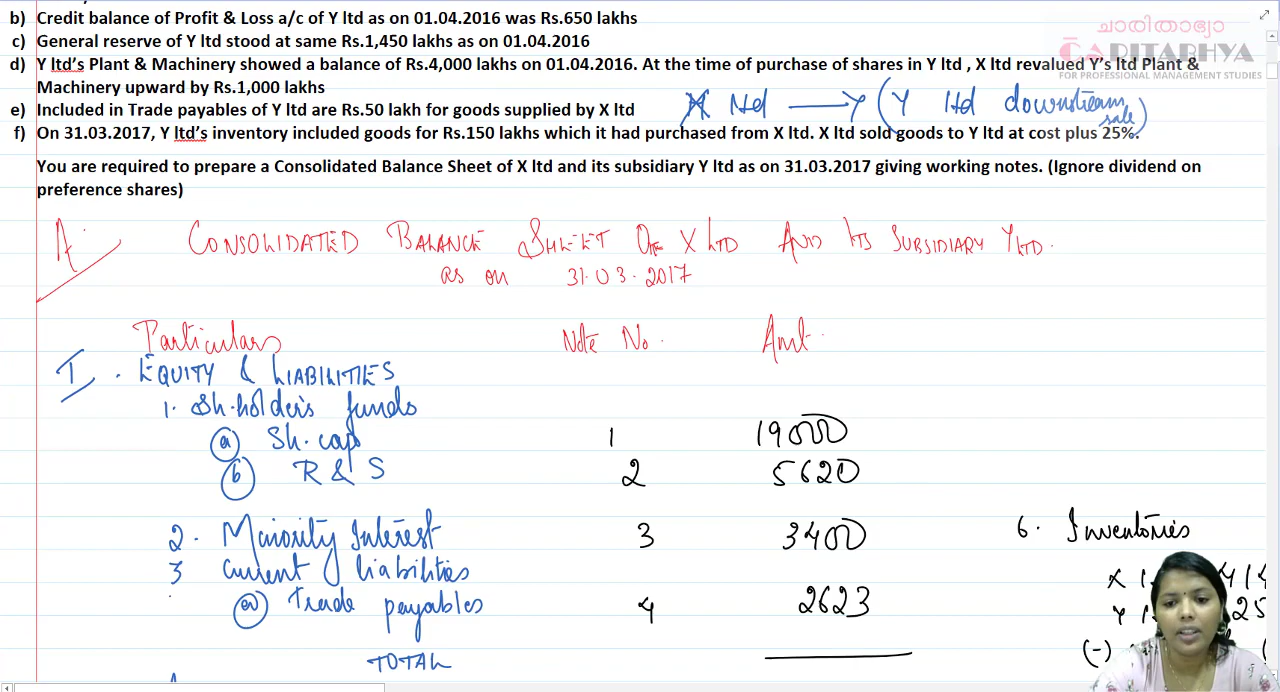 b) Credit balance of Profit & Loss a/c of Y ltd as on 01.04.2016 was Rs.650 lakhs
c) General reserve of Y ltd stood at same Rs.1,450 lakhs as on 01.04.2016
d) Y ltd's Plant & Machinery showed a balance of Rs.4,000 lakhs on 01.04.2016. At the time of purchase of shares in Y ltd , X ltd revalued Y's ltd Plant &
Machinery upward by Rs.1,000 lakhs
e) Included in Trade payables of Y ltd are Rs.50 lakh for goods supplied by X ltd
X ltd → Y (Y ltd downstream sale)
f) On 31.03.2017, Y ltd's inventory included goods for Rs.150 lakhs which it had purchased from X ltd. X ltd sold goods to Y ltd at cost plus 25%.
You are required to prepare a Consolidated Balance Sheet of X ltd and its subsidiary Y ltd as on 31.03.2017 giving working notes. (Ignore dividend on
preference shares)
ചാരിതാഭ്യാ
CARITABHYA
FOR PROFESSIONAL MANAGEMENT STUDIES
A. CONSOLIDATED BALANCE SHEET OF X LTD AND ITS SUBSIDIARY Y LTD.
as on 31.03.2017
Particulars Note No. Amt.
I. EQUITY & LIABILITIES
1. Sh.holder's funds
(a) Sh. cap 1 19000
(b) R & S 2 5620
2. Minority Interest 3 3400
3 Current liabilities
(a) Trade payables 4 2623
TOTAL
6. Inventories
X 414
Y 25
(-)